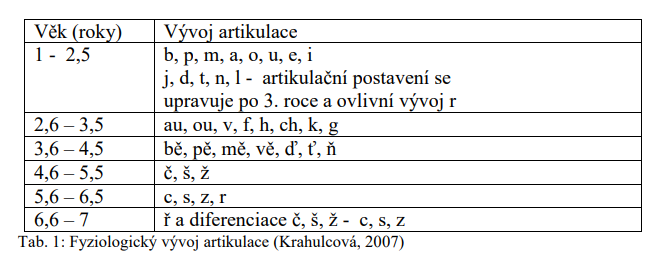 Věk (roky) Vývoj artikulace
1 -  2,5 b, p, m, a, o, u, e, i
j, d, t, n, l -  artikulační postavení se
upravuje po 3. roce a ovlivní vývoj r
2,6 – 3,5 au, ou, v, f, h, ch, k, g
3,6 – 4,5 bě, pě, mě, vě, ď, ť, ň
4,6 – 5,5 č, š, ž
5,6 – 6,5 c, s, z, r
6,6 – 7 ř a diferenciace č, š, ž -  c, s, z
Tab. 1: Fyziologický vývoj artikulace (Krahulcová, 2007)